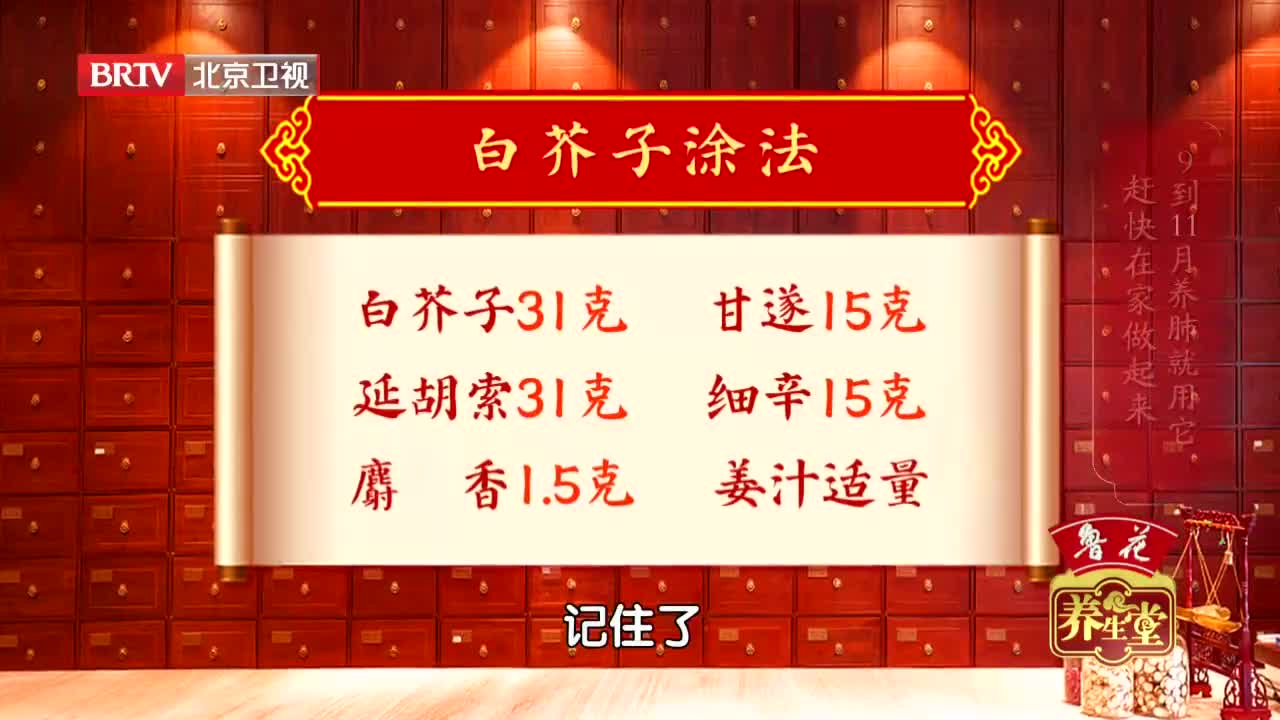 BRTV 北京卫视
白芥子涂法
白芥子31克 甘遂15克
延胡索31克 细辛15克
麝 香1.5克 姜汁适量
9到11月养肺就用它
赶快在家做起来
鲁花
养生堂
记住了